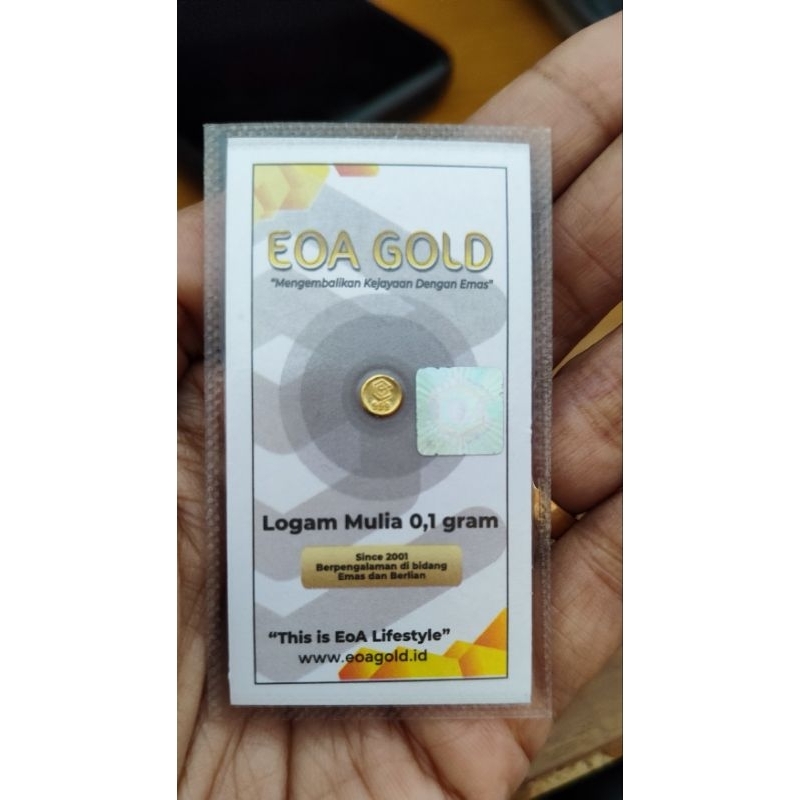 EOA GOLD
"Mengembalikan Kejayaan Dengan Emas"
999
Logam Mulia 0,1 gram
Since 2001
Berpengalaman di bidang
Emas dan Berlian
"This is EoA Lifestyle"
www.eoagold.id